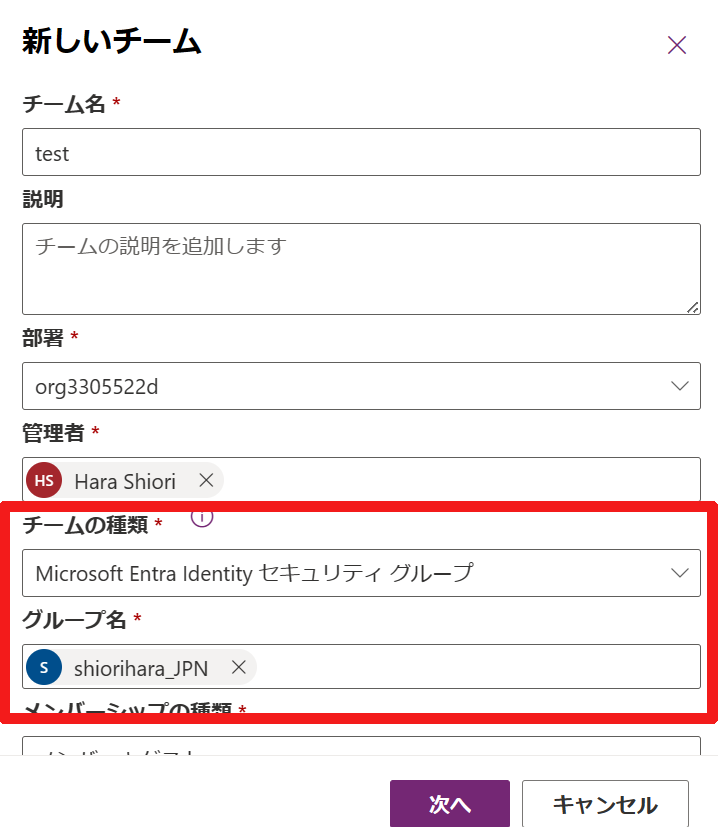 新しいチーム
チーム名 *
test
説明
チームの説明を追加します
部署 *
org3305522d
管理者 *
HS Hara Shiori
チームの種類 *
Microsoft Entra Identity セキュリティ グループ
グループ名 *
S shiorihara_JPN
メンバーシップの種類 *
次へ キャンセル